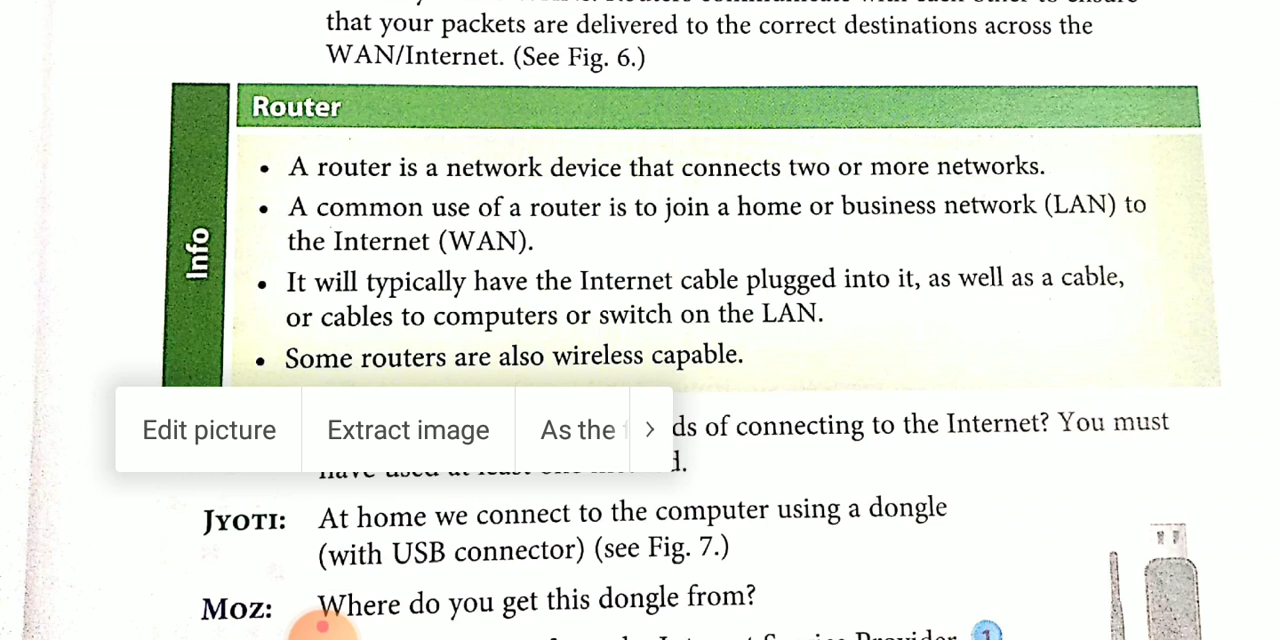 that your packets are delivered to the correct destinations across the
WAN/Internet. (See Fig. 6.)
Router
Info
• A router is a network device that connects two or more networks.
• A common use of a router is to join a home or business network (LAN) to
the Internet (WAN).
• It will typically have the Internet cable plugged into it, as well as a cable,
or cables to computers or switch on the LAN.
• Some routers are also wireless capable.
Edit picture Extract image As the
of connecting to the Internet? You must
JYOTI: At home we connect to the computer using a dongle
(with USB connector) (see Fig. 7.)
MOZ: Where do you get this dongle from?
Provider 1